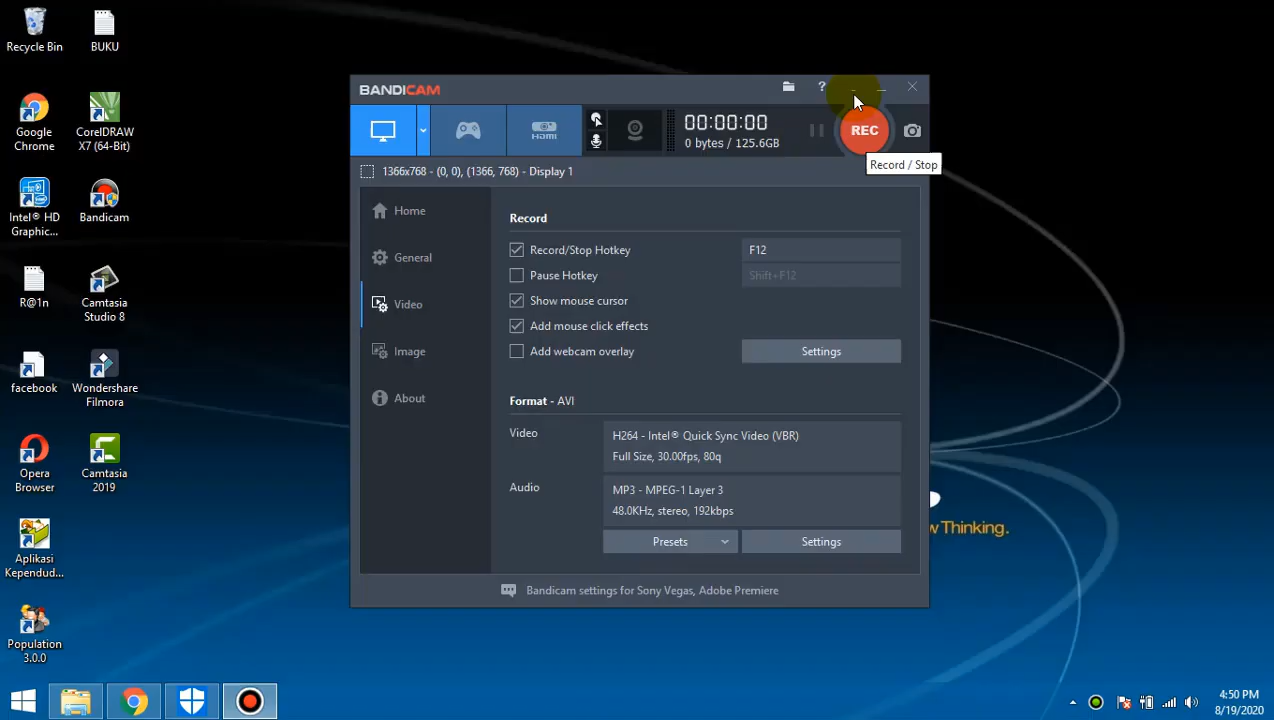 Recycle Bin
BUKU
Google
Chrome
CorelDRAW
X7 (64-Bit)
Intel® HD
Graphic...
Bandicam
R@1n
Camtasia
Studio 8
facebook
Wondershare
Filmora
Opera
Browser
Camtasia
2019
Aplikasi
Kependud...
Population
3.0.0
BANDICAM
?
HDMI
00:00:00
0 bytes / 125.6GB
REC
Record / Stop
1366x768 - (0, 0), (1366, 768) - Display 1
Home
General
Video
Image
About
Record
Record/Stop Hotkey
F12
Pause Hotkey
Shift+F12
Show mouse cursor
Add mouse click effects
Add webcam overlay
Settings
Format - AVI
Video
H264 - Intel® Quick Sync Video (VBR)
Full Size, 30.00fps, 80q
Audio
MP3 - MPEG-1 Layer 3
48.0KHz, stereo, 192kbps
Presets
Settings
Bandicam settings for Sony Vegas, Adobe Premiere
w Thinking.
4:50 PM
8/19/2020